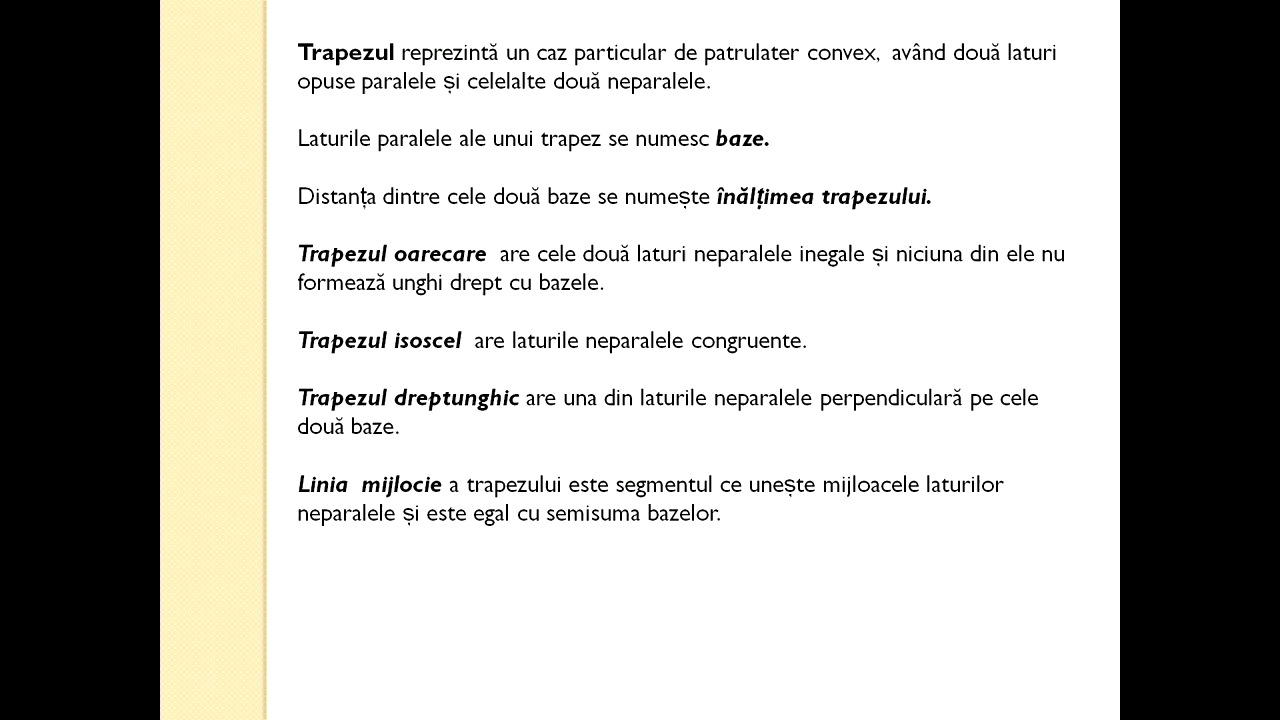 Trapezul reprezintă un caz particular de patrulater convex, având două laturi
opuse paralele și celelalte două neparalele.
Laturile paralele ale unui trapez se numesc baze.
Distanța dintre cele două baze se numește înălțimea trapezului.
Trapezul oarecare are cele două laturi neparalele inegale și niciuna din ele nu
formează unghi drept cu bazele.
Trapezul isoscel are laturile neparalele congruente.
Trapezul dreptunghic are una din laturile neparalele perpendiculară pe cele
două baze.
Linia mijlocie a trapezului este segmentul ce unește mijloacele laturilor
neparalele și este egal cu semisuma bazelor.